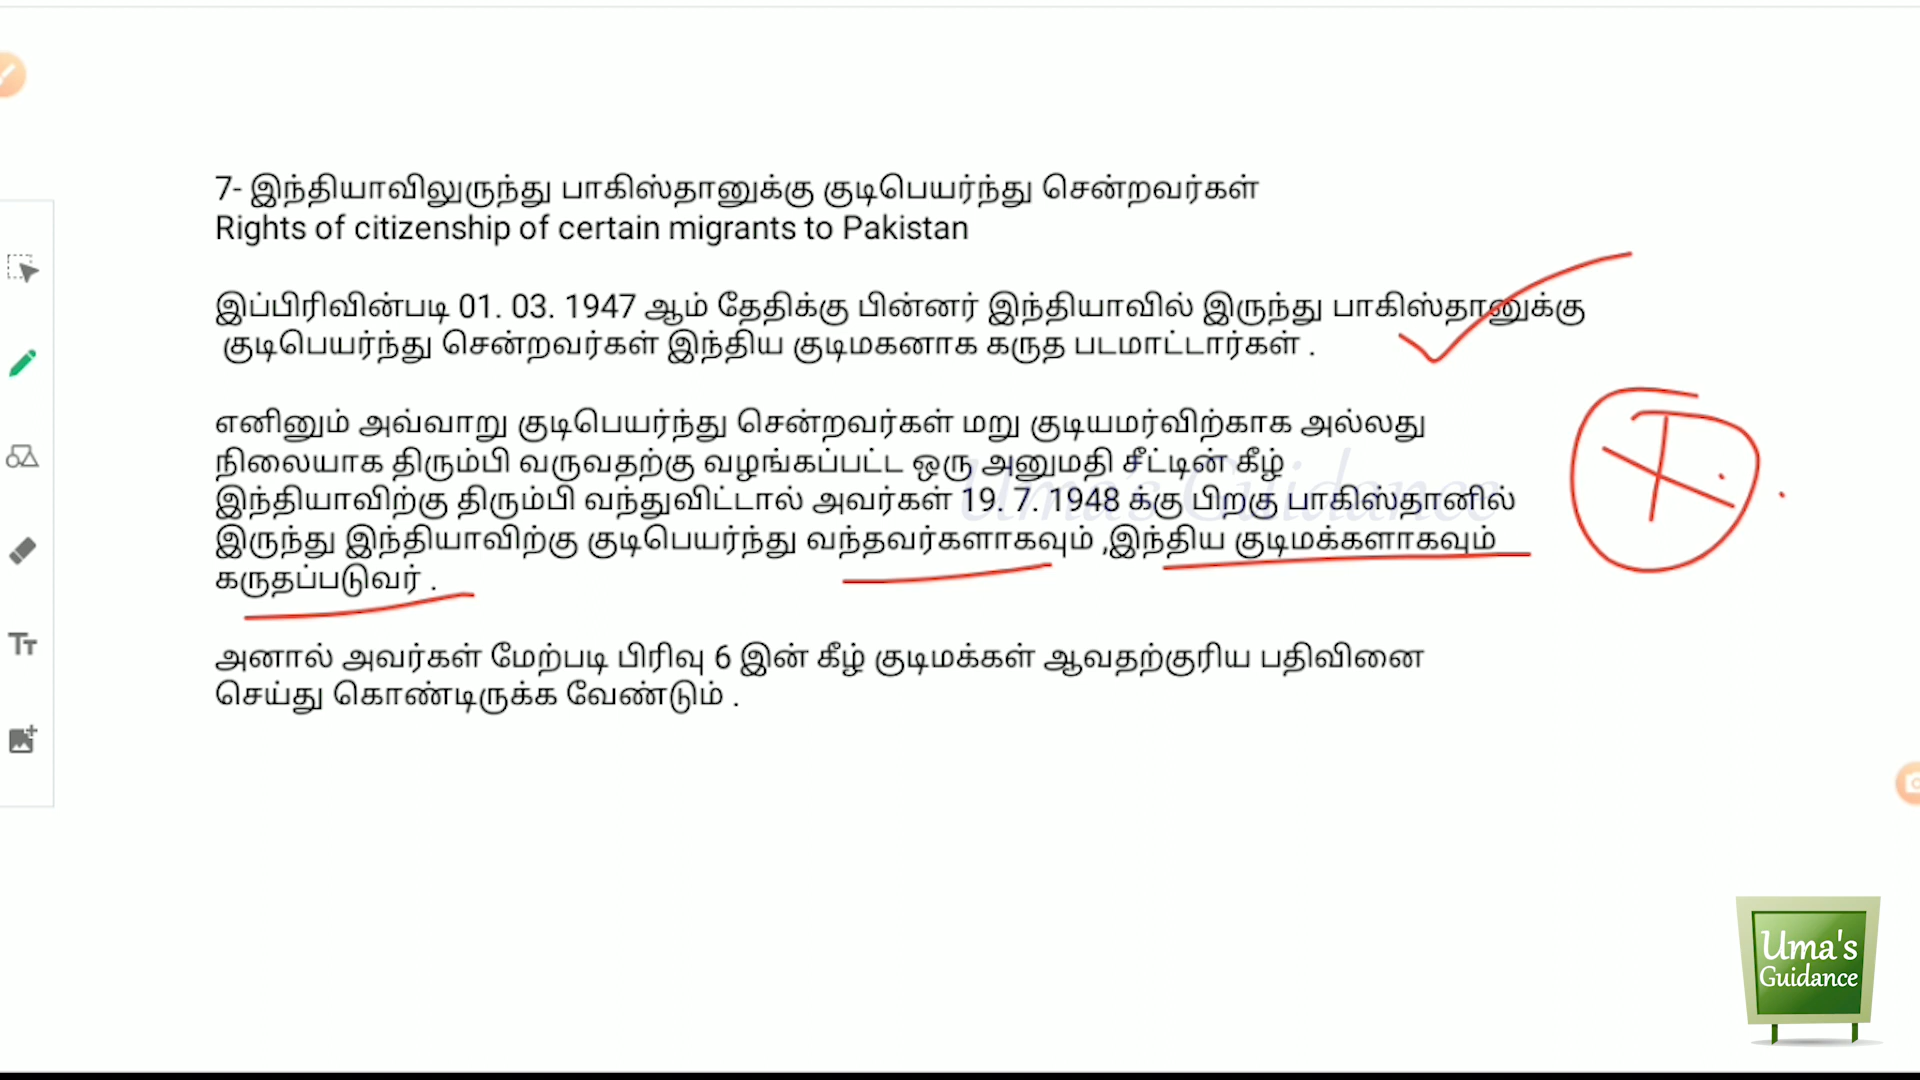 7- இந்தியாவிலுருந்து பாகிஸ்தானுக்கு குடிபெயர்ந்து சென்றவர்கள்
Rights of citizenship of certain migrants to Pakistan
இப்பிரிவின்படி 01. 03. 1947 ஆம் தேதிக்கு பின்னர் இந்தியாவில் இருந்து பாகிஸ்தானுக்கு
குடிபெயர்ந்து சென்றவர்கள் இந்திய குடிமகனாக கருத படமாட்டார்கள் .
எனினும் அவ்வாறு குடிபெயர்ந்து சென்றவர்கள் மறு குடியமர்விற்காக அல்லது
நிலையாக திரும்பி வருவதற்கு வழங்கப்பட்ட ஒரு அனுமதி சீட்டின் கீழ்
இந்தியாவிற்கு திரும்பி வந்துவிட்டால் அவர்கள் 19. 7. 1948 க்கு பிறகு பாகிஸ்தானில்
இருந்து இந்தியாவிற்கு குடிபெயர்ந்து வந்தவர்களாகவும் ,இந்திய குடிமக்களாகவும்
கருதப்படுவர் .
அனால் அவர்கள் மேற்படி பிரிவு 6 இன் கீழ் குடிமக்கள் ஆவதற்குரிய பதிவினை
செய்து கொண்டிருக்க வேண்டும் .
Uma's Guidance
Tт
Uma's
Guidance